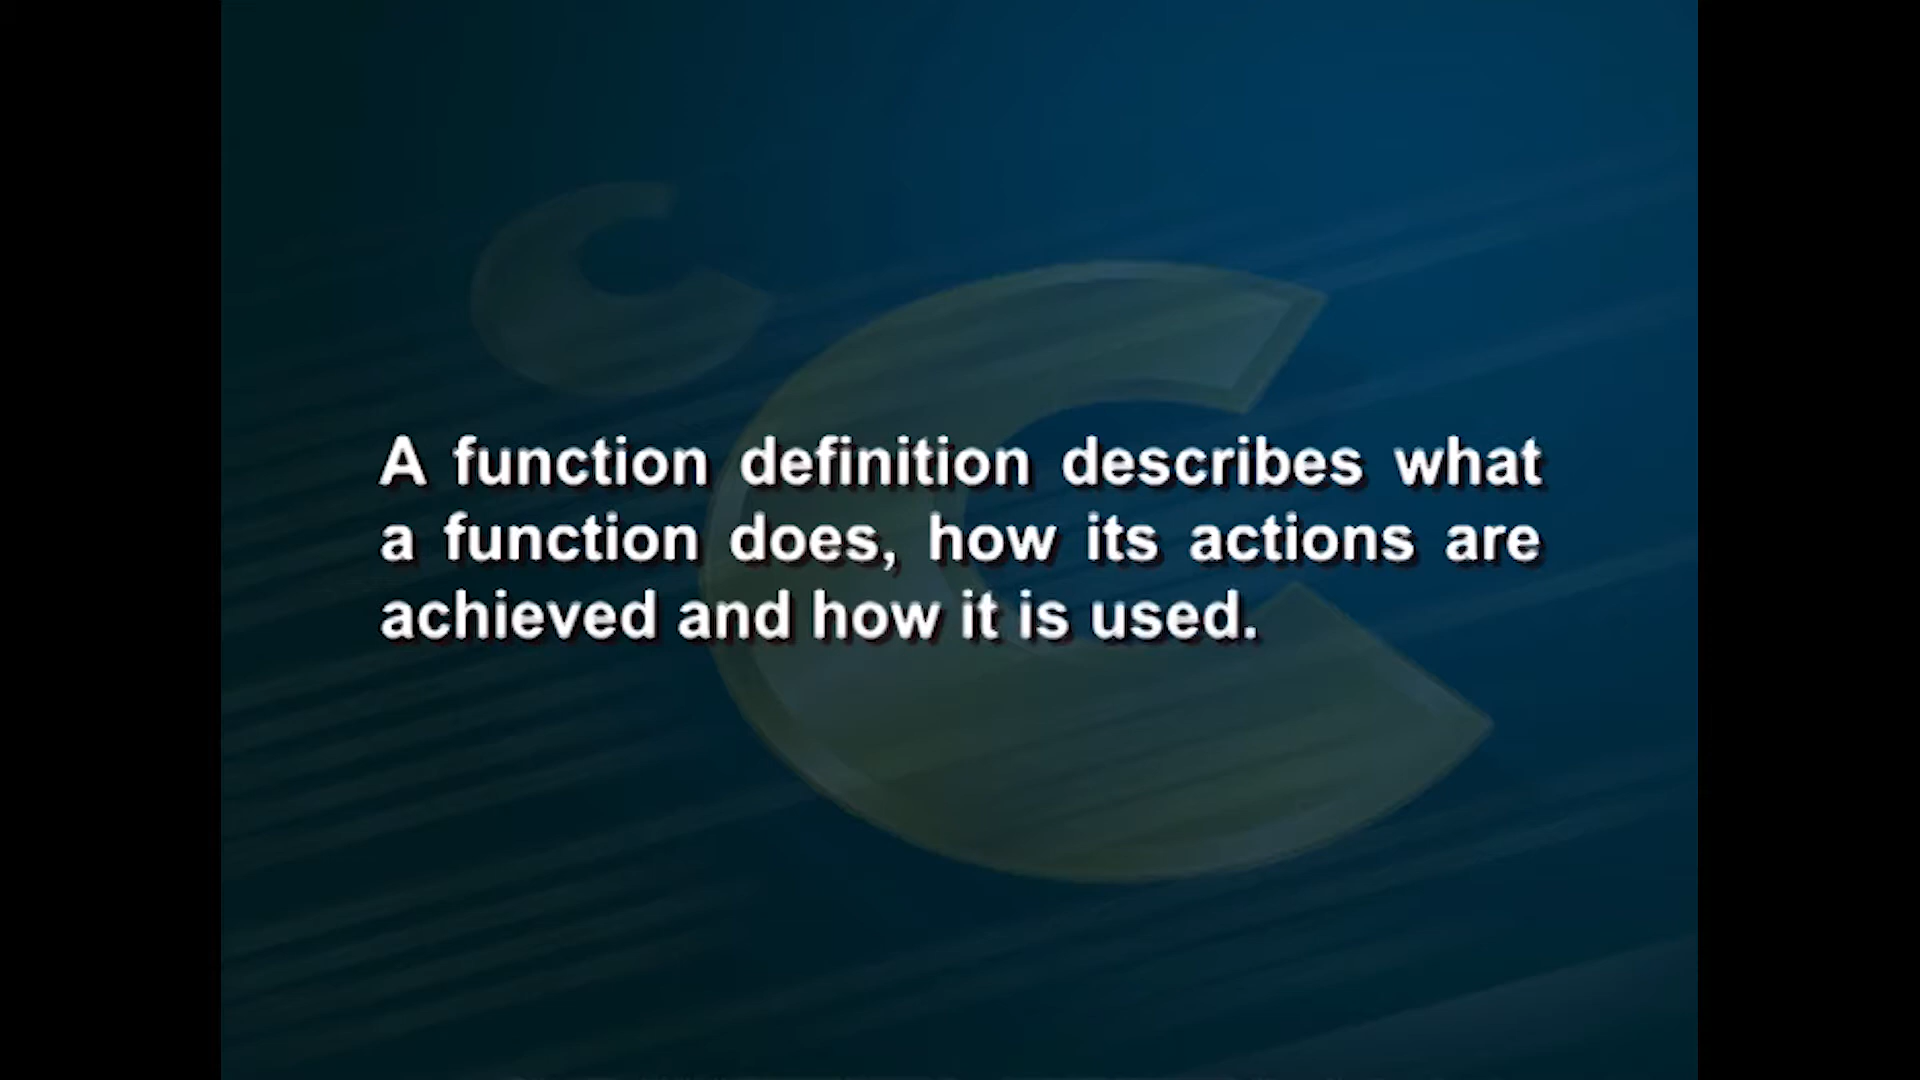 A function definition describes what
a function does, how its actions are
achieved and how it is used.